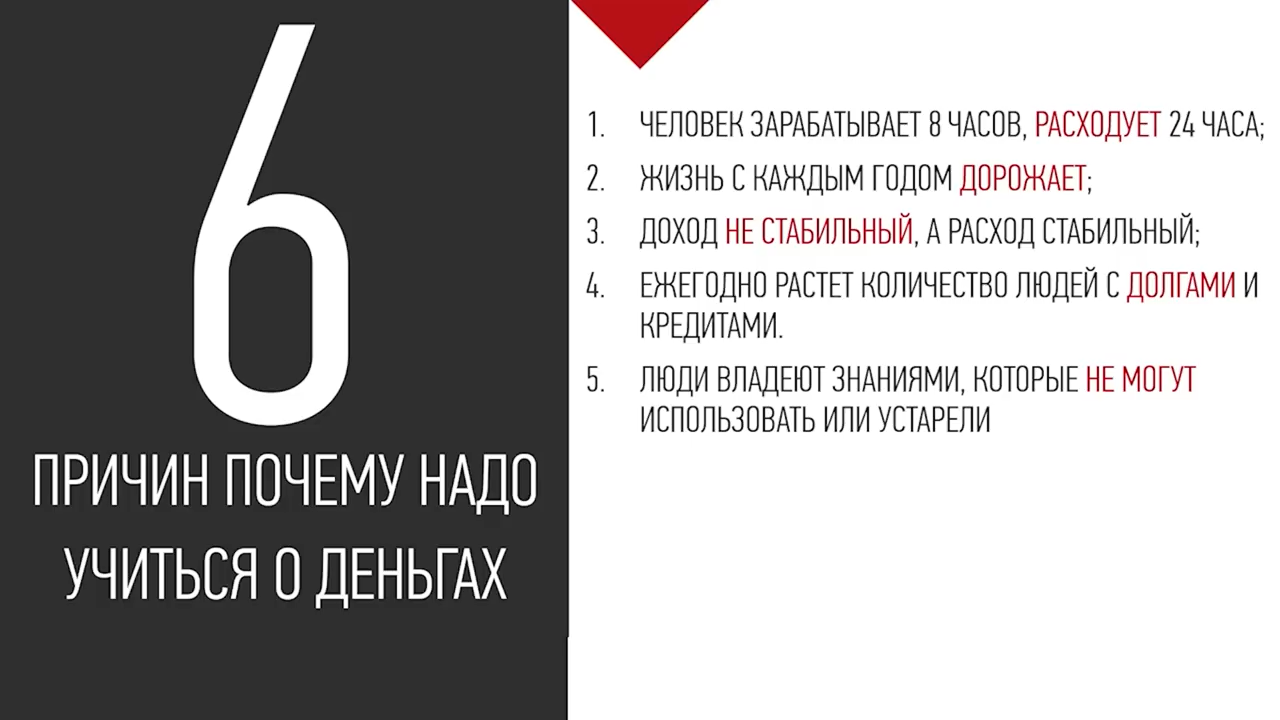 6
ПРИЧИН ПОЧЕМУ НАДО
УЧИТЬСЯ О ДЕНЬГАХ
1. ЧЕЛОВЕК ЗАРАБАТЫВАЕТ 8 ЧАСОВ, РАСХОДУЕТ 24 ЧАСА;
2. ЖИЗНЬ С КАЖДЫМ ГОДОМ ДОРОЖАЕТ;
3. ДОХОД НЕ СТАБИЛЬНЫЙ, А РАСХОД СТАБИЛЬНЫЙ;
4. ЕЖЕГОДНО РАСТЕТ КОЛИЧЕСТВО ЛЮДЕЙ С ДОЛГАМИ И
КРЕДИТАМИ.
5. ЛЮДИ ВЛАДЕЮТ ЗНАНИЯМИ, КОТОРЫЕ НЕ МОГУТ
ИСПОЛЬЗОВАТЬ ИЛИ УСТАРЕЛИ